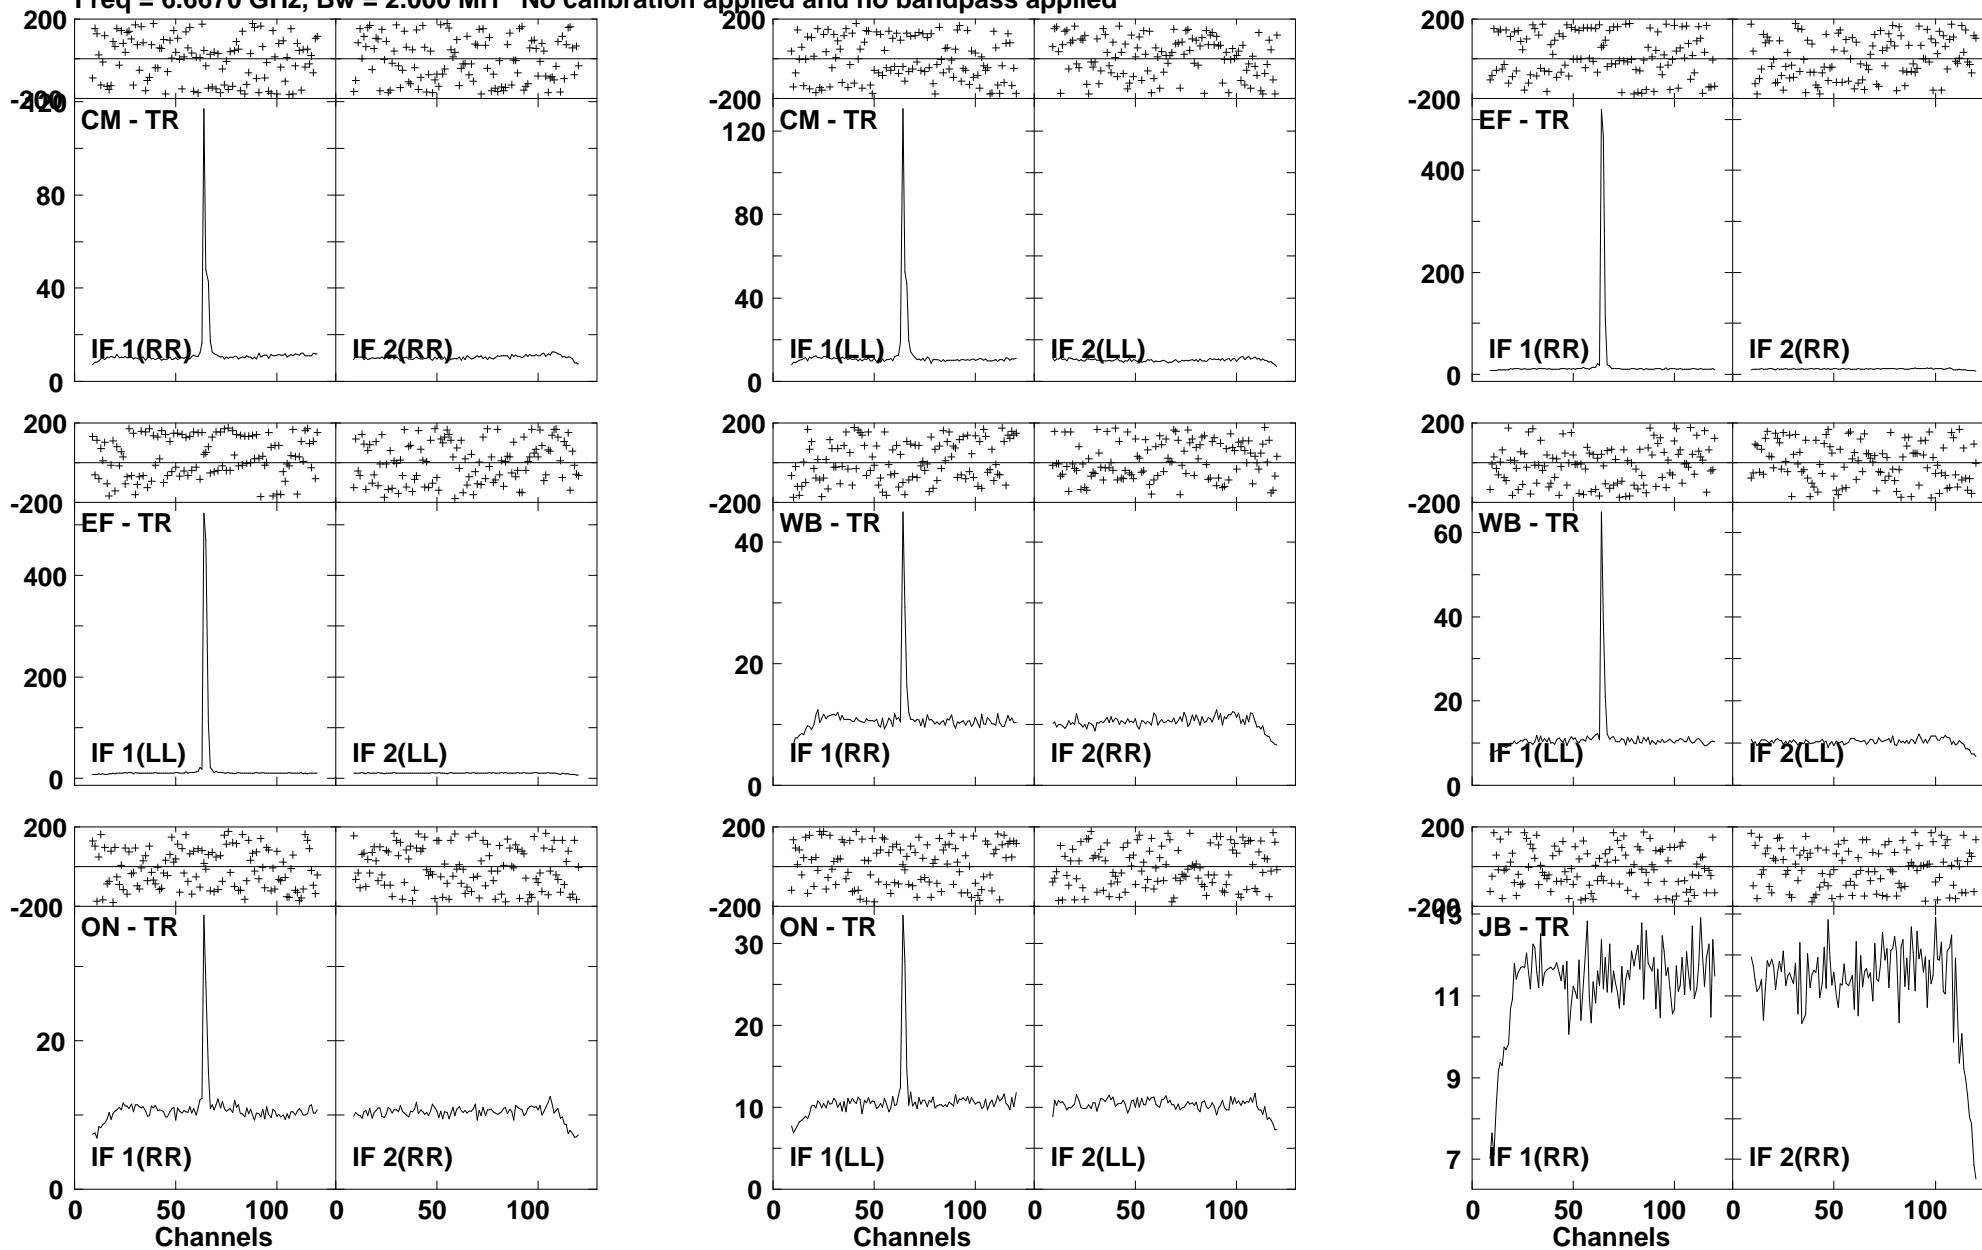 Freq = 6.6670 GHz, Bw = 2.000 MH No calibration applied and no bandpass applied
200 200 200
-200 -200 -200
120 CM - TR CM - TR EF - TR
120
400
80 80
200
40 40
IF 1(RR) IF 2(RR) IF 1(LL) IF 2(LL) IF 1(RR) IF 2(RR)
0 0 0
200 200 200
-200 -200 -200
EF - TR WB - TR WB - TR
60
40
400
40
20
200 20
IF 1(LL) IF 2(LL) IF 1(RR) IF 2(RR) IF 1(LL) IF 2(LL)
0 0 0
200 200 200
-200 -200 -200
13
ON - TR ON - TR JB - TR
30
11
20 20
9
10
IF 1(RR) IF 2(RR) IF 1(LL) IF 2(LL) IF 1(RR) IF 2(RR)
7
0 0
0 50 100 0 50 100 0 50 100 0 50 100 0 50 100 0 50 100
Channels Channels Channels